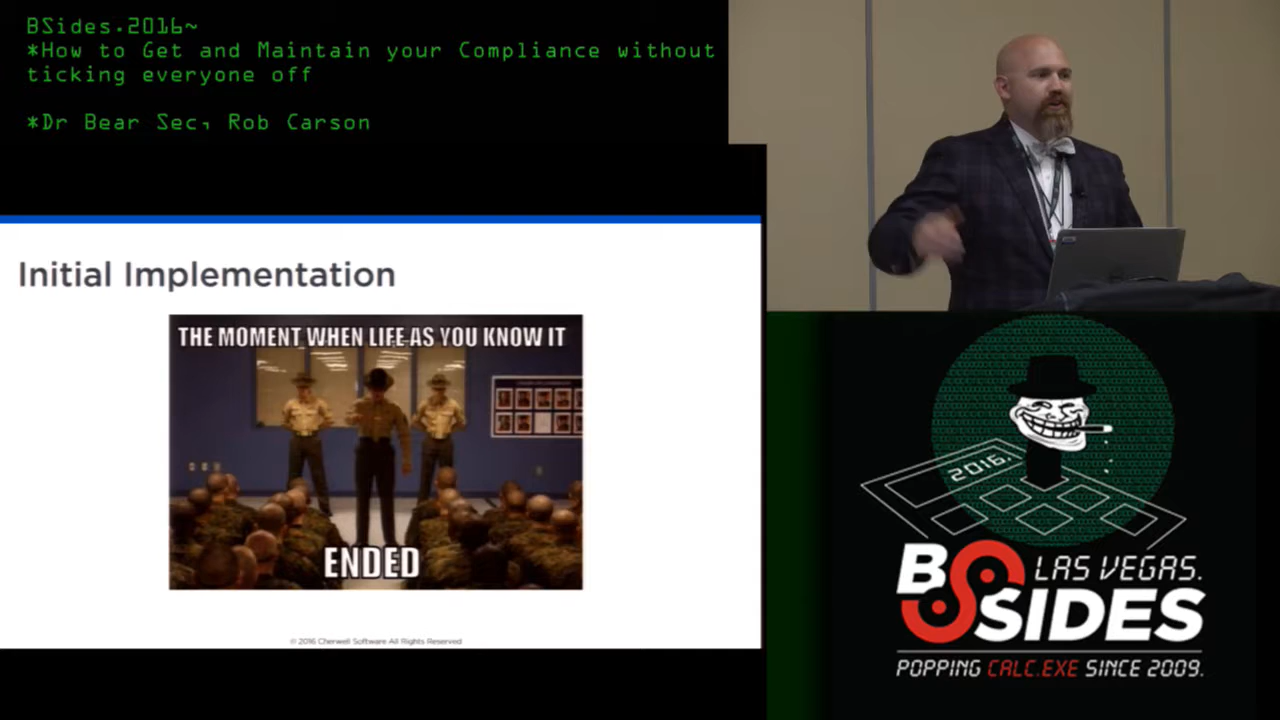 BSides.2016~
*How to Get and Maintain your Compliance without
ticking everyone off
*Dr Bear Sec, Rob Carson
Initial Implementation
THE MOMENT WHEN LIFE AS YOU KNOW IT
ENDED
© 2016 Cherwell Software All Rights Reserved
2016.
BSIDES
LAS VEGAS.
POPPING CALC.EXE SINCE 2009.